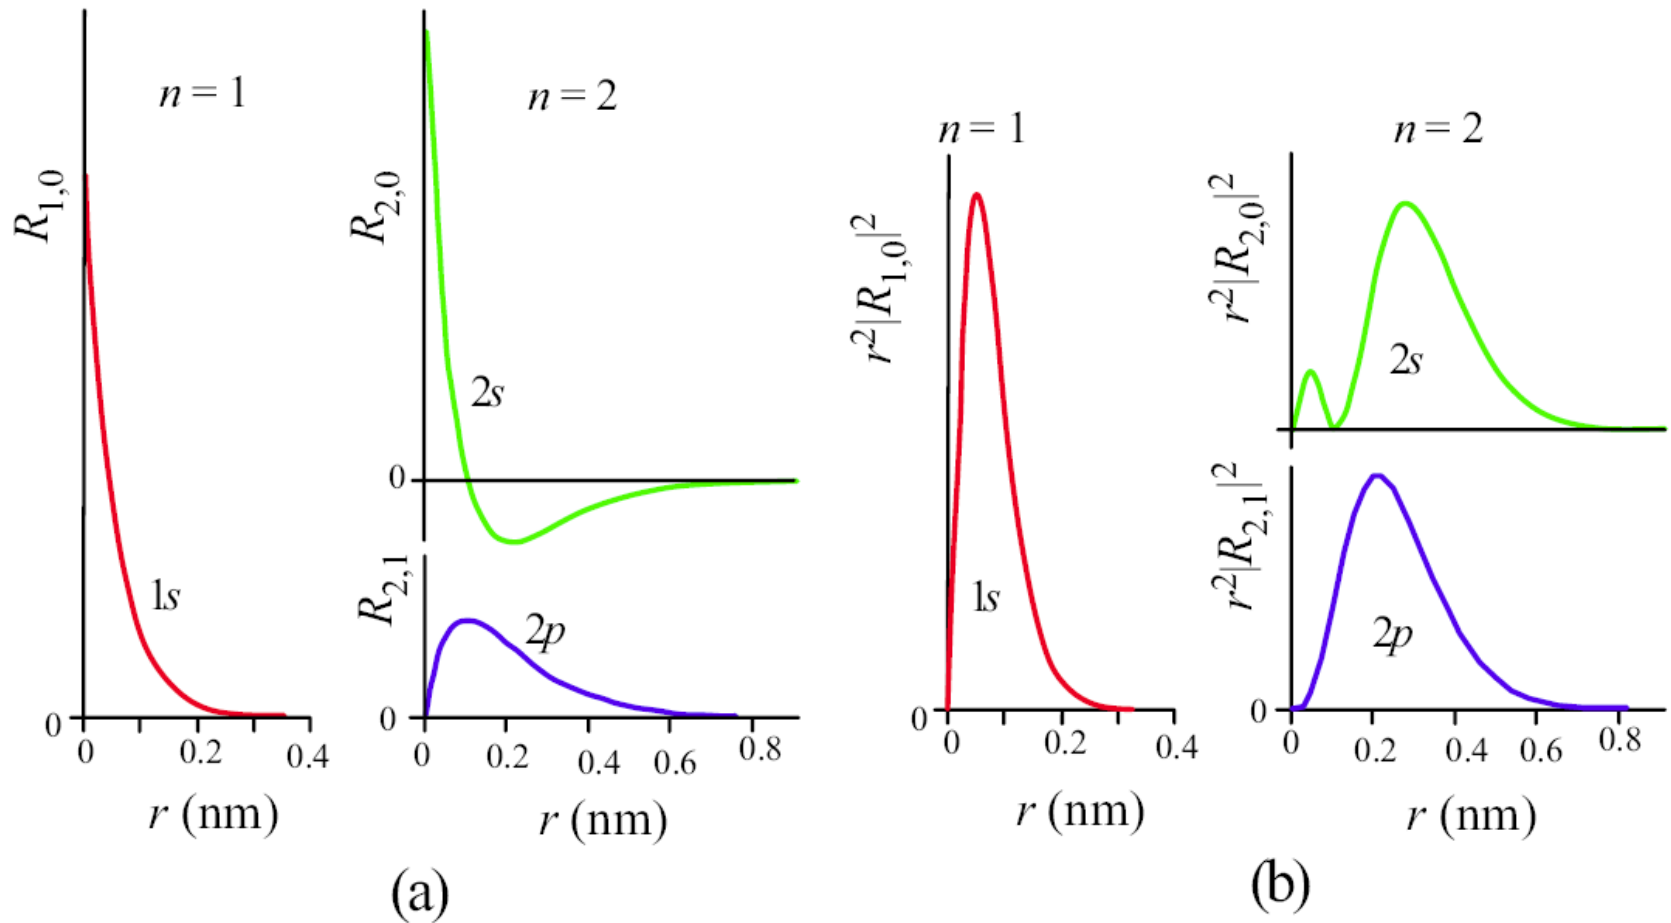 n = 1
R1,0
1s
0
0 0.2 0.4
r (nm)
n = 2
R2,0
2s
0
R2,1
2p
0
0 0.2 0.4 0.6 0.8
r (nm)
(a)
n = 1
r²|R1,0|²
1s
0
0 0.2 0.4
r (nm)
n = 2
r²|R2,0|²
2s
r²|R2,1|²
2p
0
0 0.2 0.4 0.6 0.8
r (nm)
(b)